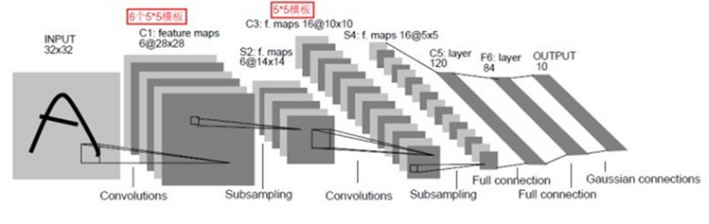 6个5*5模板
5*5模板
INPUT
32x32
C1: feature maps
6@28x28
S2: f. maps
6@14x14
C3: f. maps 16@10x10
S4: f. maps 16@5x5
C5: layer
120
F6: layer
84
OUTPUT
10
Convolutions
Subsampling
Convolutions
Subsampling
Full connection
Full connection
Gaussian connections